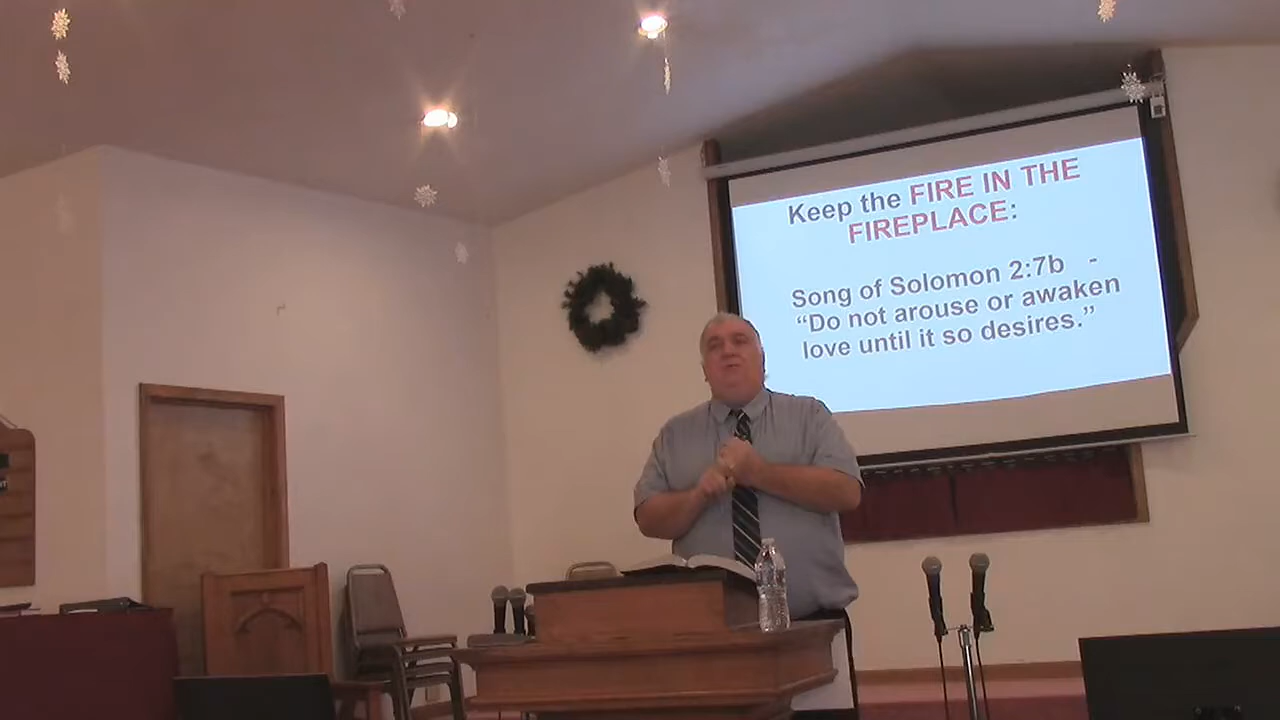 Keep the FIRE IN THE
FIREPLACE:
Song of Solomon 2:7b -
“Do not arouse or awaken
love until it so desires.”